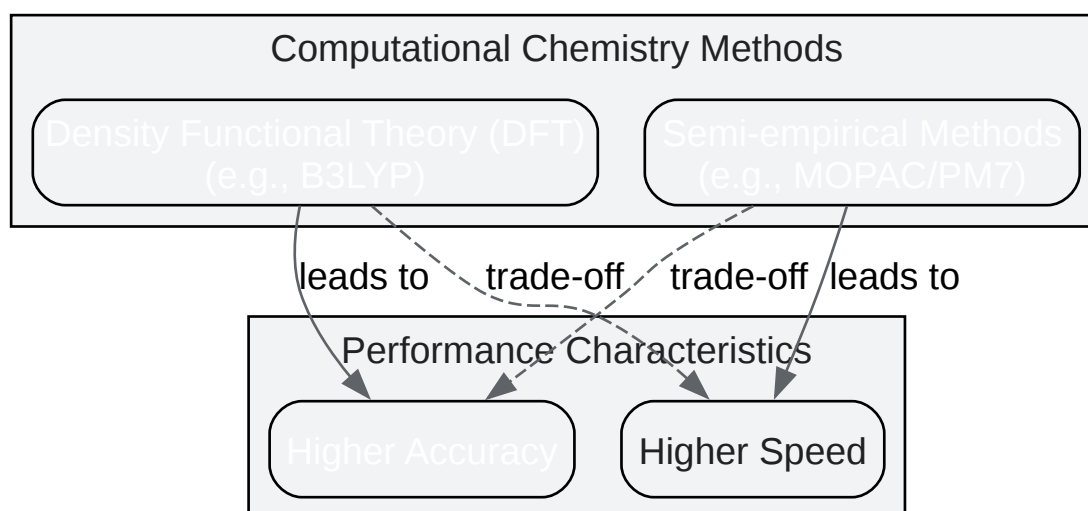 Computational Chemistry Methods
Density Functional Theory (DFT)
(e.g., B3LYP)
Semi-empirical Methods
(e.g., MOPAC/PM7)
leads to
trade-off
trade-off
leads to
Performance Characteristics
Higher Accuracy
Higher Speed